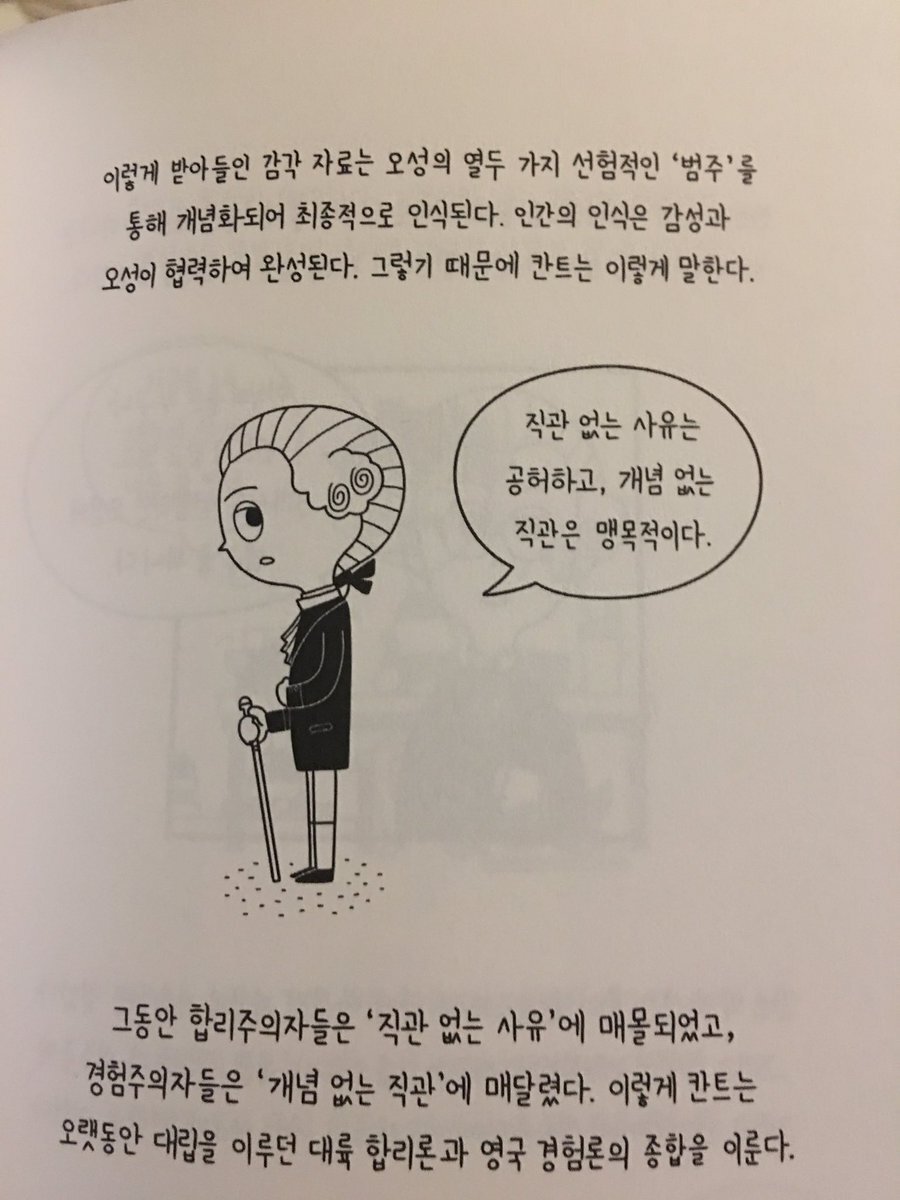 이렇게 받아들인 감각 자료는 오성의 열두 가지 선험적인 ‘범주’를
통해 개념화되어 최종적으로 인식된다. 인간의 인식은 감성과
오성이 협력하여 완성된다. 그렇기 때문에 칸트는 이렇게 말한다.
직관 없는 사유는
공허하고, 개념 없는
직관은 맹목적이다.
그동안 합리주의자들은 ‘직관 없는 사유’에 매몰되었고,
경험주의자들은 ‘개념 없는 직관’에 매달렸다. 이렇게 칸트는
오랫동안 대립을 이루던 대륙 합리론과 영국 경험론의 종합을 이룬다.